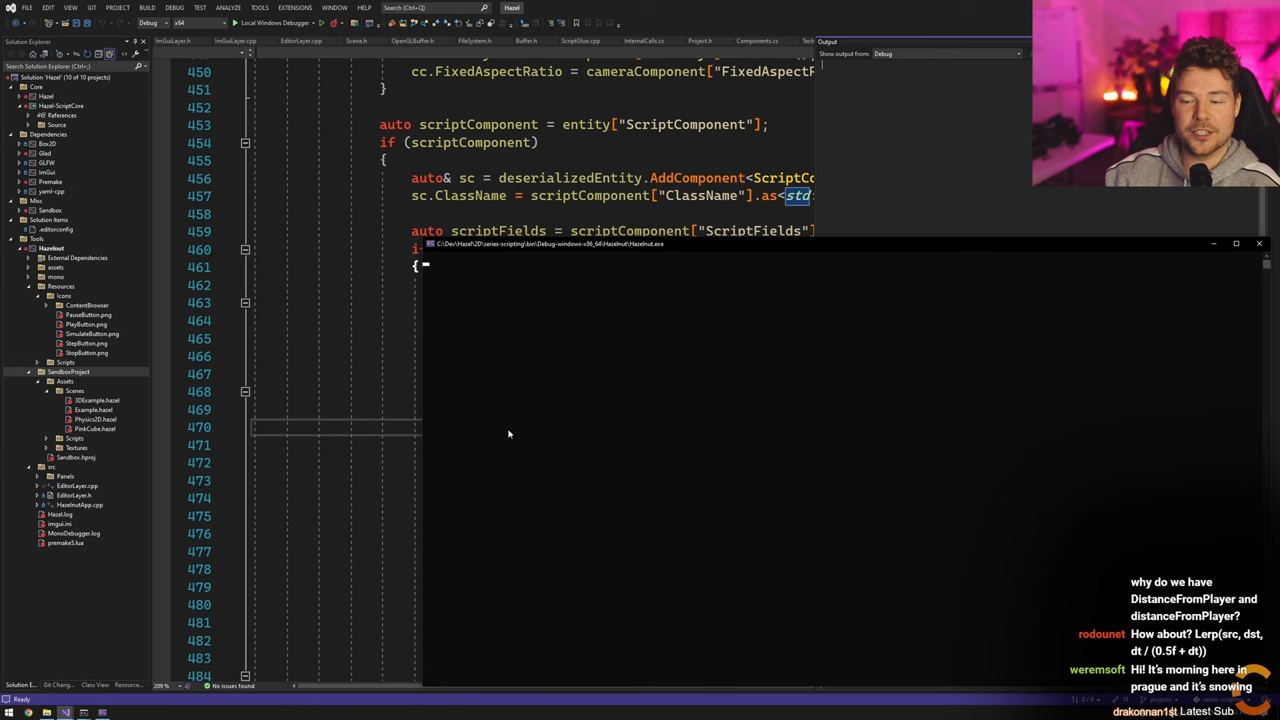 FILE EDIT VIEW GIT PROJECT BUILD DEBUG TEST ANALYZE TOOLS EXTENSIONS WINDOW HELP Search (Ctrl+;) Hazel
Debug x64 Local Windows Debugger
Solution Explorer
Search Solution Explorer (Ctrl+;)
Solution 'Hazel' (10 of 10 projects)
Core
Hazel
Hazel-ScriptCore
References
Source
Dependencies
Box2D
Glad
GLFW
ImGui
Premake
yaml-cpp
Misc
Sandbox
Solution Items
.editorconfig
Tools
Hazelnut
External Dependencies
assets
mono
Resources
Icons
ContentBrowser
PauseButton.png
PlayButton.png
SimulateButton.png
StepButton.png
StopButton.png
Scripts
SandboxProject
Assets
Scenes
3DExample.hazel
Example.hazel
Physics2D.hazel
PinkCube.hazel
Scripts
Textures
Sandbox.hproj
src
Panels
EditorLayer.cpp
EditorLayer.h
HazelnutApp.cpp
Hazel.log
imgui.ini
MonoDebugger.log
premake5.lua
Solution E... Git Chang... Class View Resource...
ImGuiLayer.h ImGuiLayer.cpp EditorLayer.cpp Scene.h OpenGLBuffer.h FileSystem.h Buffer.h ScriptGlue.cpp InternalCalls.cs Project.h Components.cs
450 cc.FixedAspectRatio = cameraComponent["FixedAspectR
451 }
452
453 auto scriptComponent = entity["ScriptComponent"];
454 if (scriptComponent)
455 {
456 auto& sc = deserializedEntity.AddComponent<ScriptCo
457 sc.ClassName = scriptComponent["ClassName"].as<std:
458
459 auto scriptFields = scriptComponent["ScriptFields"]
460 i
461 {
462
463
464
465
466
467
468
469
470
471
472
473
474
475
476
477
478
479
480
481
482
483
484
209 % No issues found
Output
Show output from: Debug
C:\Dev\Hazel\2D\series-scripting\bin\Debug-windows-x86_64\Hazelnut\Hazelnut.exe
why do we have
DistanceFromPlayer and
distanceFromPlayer?
rodounet How about? Lerp(src, dst,
dt / (0.5f + dt))
weremsoft Hi! It's morning here in
prague and it's snowing
drakonnan1st Latest Sub
Ready